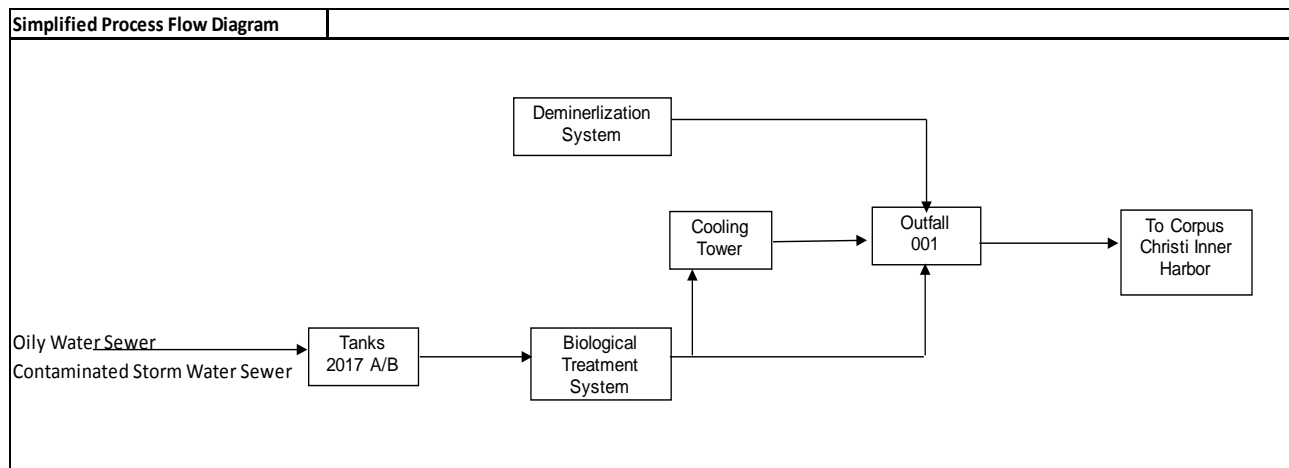 Simplified Process Flow Diagram
Deminerlization
System
Cooling
Tower
Outfall
001
To Corpus
Christi Inner
Harbor
Oily Water Sewer
Contaminated Storm Water Sewer
Tanks
2017 A/B
Biological
Treatment
System